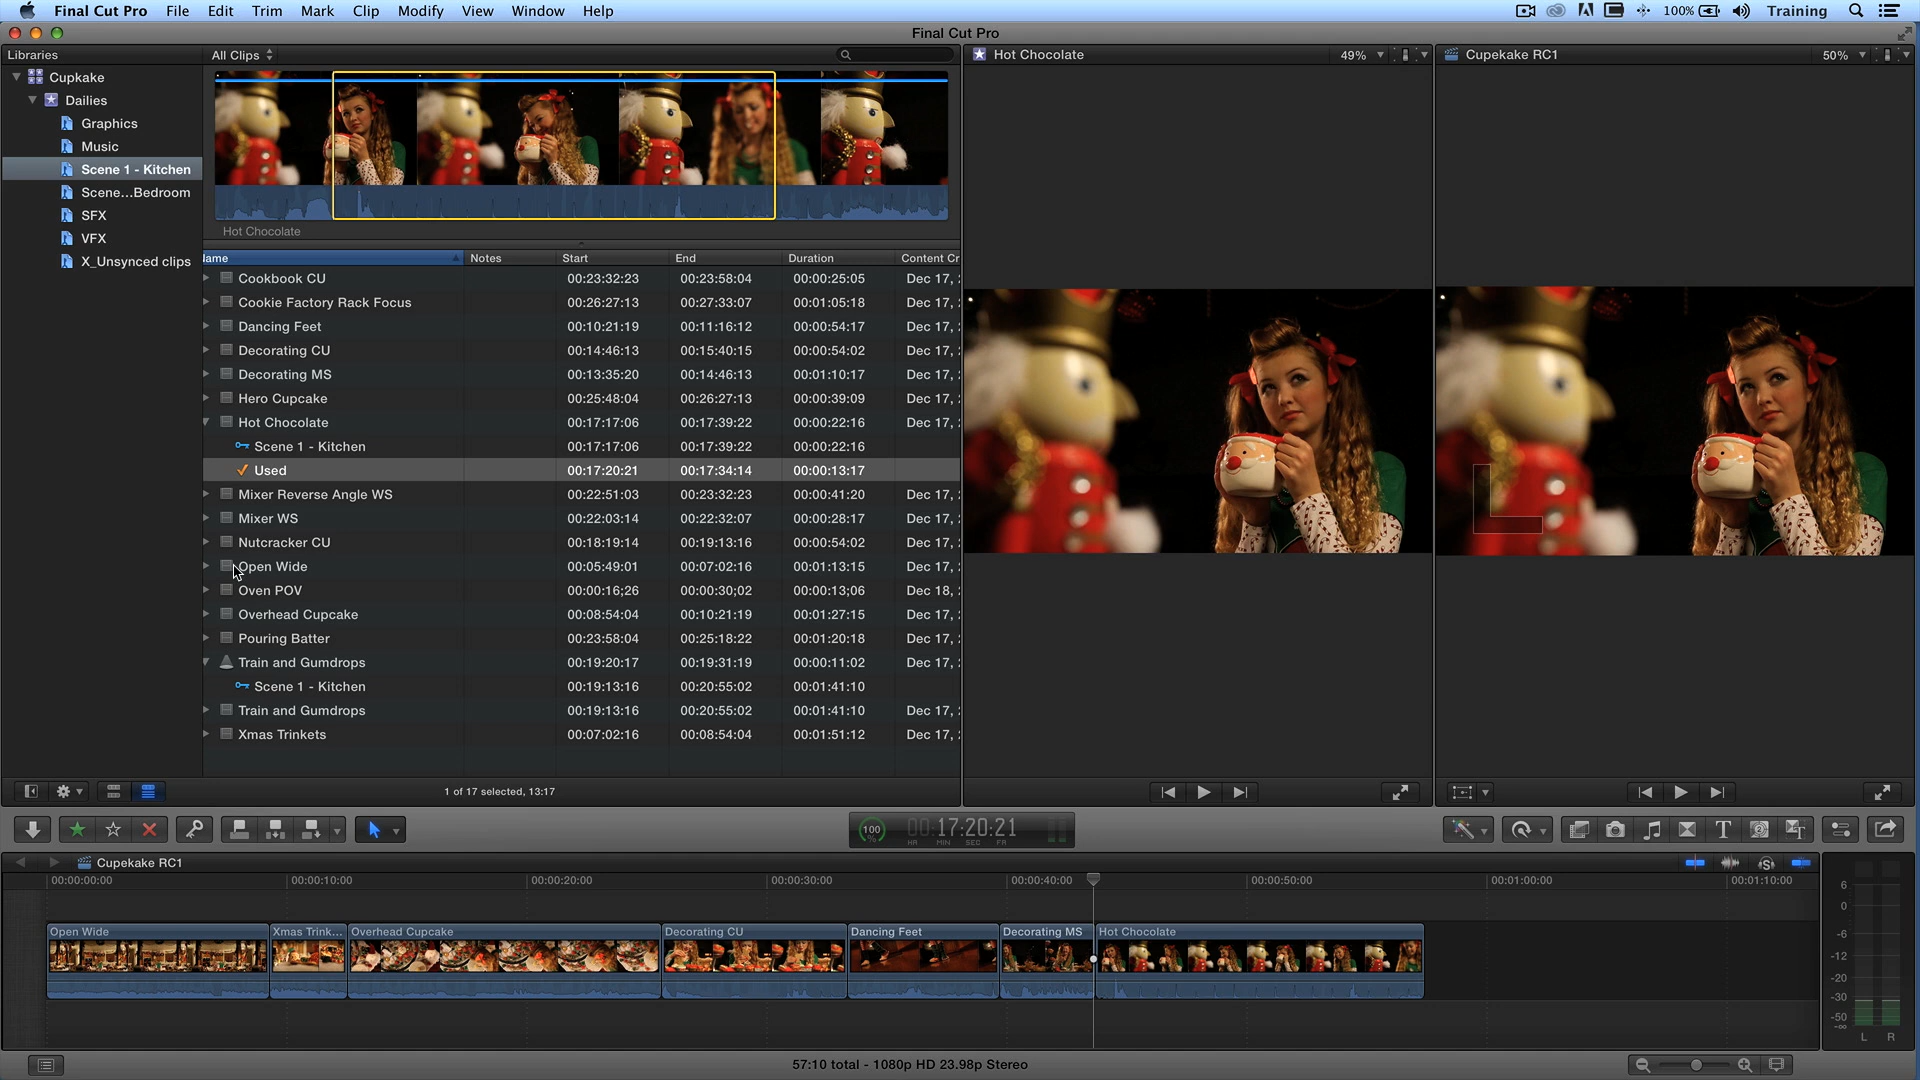 Final Cut Pro File Edit Trim Mark Clip Modify View Window Help 100% Training
Final Cut Pro
Libraries
All Clips
Hot Chocolate 49%
Cupekake RC1 50%
Cupkake
Dailies
Graphics
Music
Scene 1 - Kitchen
Scene...Bedroom
SFX
VFX
X_Unsynced clips
Hot Chocolate
Name Notes Start End Duration Content Cr
Cookbook CU 00:23:32:23 00:23:58:04 00:00:25:05 Dec 17,
Cookie Factory Rack Focus 00:26:27:13 00:27:33:07 00:01:05:18 Dec 17,
Dancing Feet 00:10:21:19 00:11:16:12 00:00:54:17 Dec 17,
Decorating CU 00:14:46:13 00:15:40:15 00:00:54:02 Dec 17,
Decorating MS 00:13:35:20 00:14:46:13 00:01:10:17 Dec 17,
Hero Cupcake 00:25:48:04 00:26:27:13 00:00:39:09 Dec 17,
Hot Chocolate 00:17:17:06 00:17:39:22 00:00:22:16 Dec 17,
Scene 1 - Kitchen 00:17:17:06 00:17:39:22 00:00:22:16
Used 00:17:20:21 00:17:34:14 00:00:13:17
Mixer Reverse Angle WS 00:22:51:03 00:23:32:23 00:00:41:20 Dec 17,
Mixer WS 00:22:03:14 00:22:32:07 00:00:28:17 Dec 17,
Nutcracker CU 00:18:19:14 00:19:13:16 00:00:54:02 Dec 17,
Open Wide 00:05:49:01 00:07:02:16 00:01:13:15 Dec 17,
Oven POV 00:00:16;26 00:00:30;02 00:00:13;06 Dec 18,
Overhead Cupcake 00:08:54:04 00:10:21:19 00:01:27:15 Dec 17,
Pouring Batter 00:23:58:04 00:25:18:22 00:01:20:18 Dec 17,
Train and Gumdrops 00:19:20:17 00:19:31:19 00:00:11:02 Dec 17,
Scene 1 - Kitchen 00:19:13:16 00:20:55:02 00:01:41:10
Train and Gumdrops 00:19:13:16 00:20:55:02 00:01:41:10 Dec 17,
Xmas Trinkets 00:07:02:16 00:08:54:04 00:01:51:12 Dec 17,
1 of 17 selected, 13:17
100 % 00:17:20:21
HR MIN SEC FR
Cupekake RC1
00:00:00:00 00:00:10:00 00:00:20:00 00:00:30:00 00:00:40:00 00:00:50:00 00:01:00:00 00:01:10:00
Open Wide Xmas Trink... Overhead Cupcake Decorating CU Dancing Feet Decorating MS Hot Chocolate
6
0
-6
-12
-20
-30
-50
-∞
L R
57:10 total - 1080p HD 23.98p Stereo